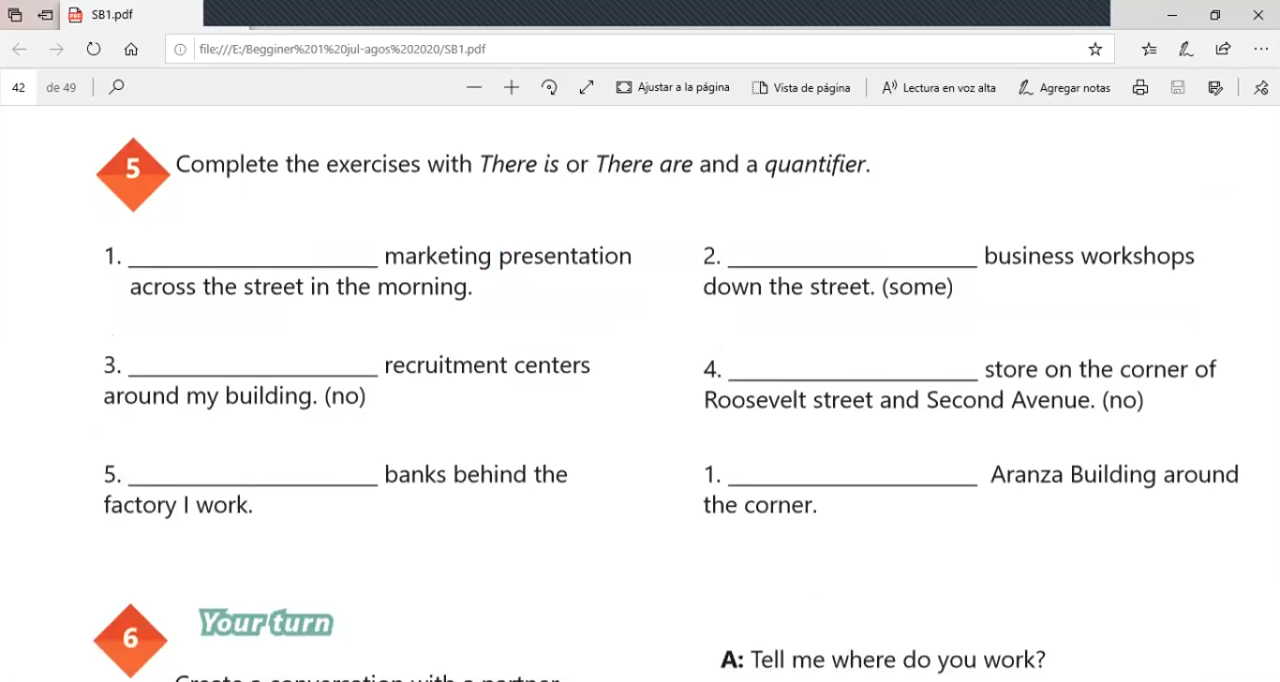 SB1.pdf
file:///E:/Begginer%201%20jul-agos%202020/SB1.pdf
42 de 49 Ajustar a la página Vista de página Lectura en voz alta Agregar notas
5 Complete the exercises with There is or There are and a quantifier.
1. ____________________ marketing presentation
across the street in the morning.
2. ____________________ business workshops
down the street. (some)
3. ____________________ recruitment centers
around my building. (no)
4. ____________________ store on the corner of
Roosevelt street and Second Avenue. (no)
5. ____________________ banks behind the
factory I work.
1. ____________________ Aranza Building around
the corner.
6 Your turn
Create a conversation with a partner
A: Tell me where do you work?